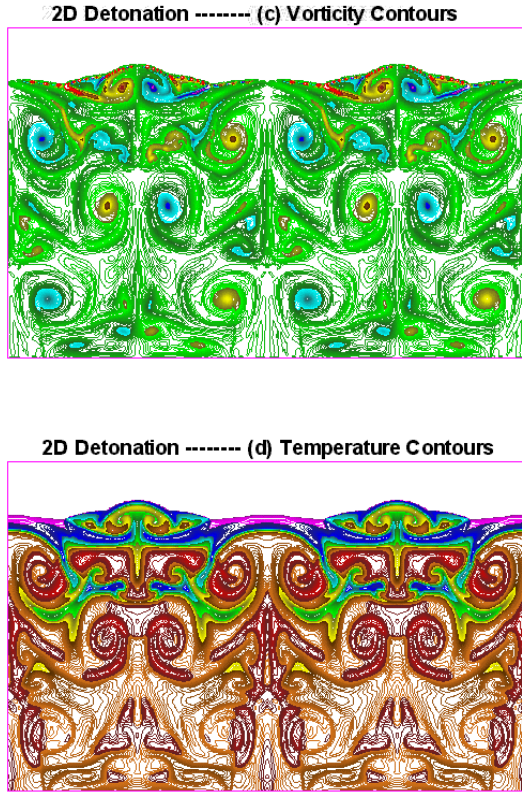 2D Detonation -------- (c) Vorticity Contours
2D Detonation -------- (d) Temperature Contours